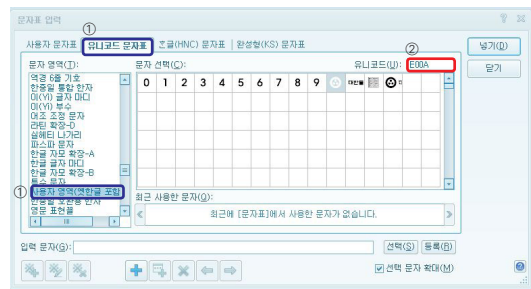 문자표 입력
①
②
사용자 문자표 유니코드 문자표 훈글(HNC) 문자표 완성형(KS) 문자표
넣기(D)
문자 영역(T): 문자 선택(C): 유니코드(U): E00A
닫기
역경 6줄 기호
한중일 통합 한자
이(Yi) 글자 마디
이(Yi) 부수
어조 조정 문자
라틴 확장-D
실헤티 나가리
파스파 문자
한글 자모 확장-A
한글 글자 마디
한글 자모 확장-B
특수 문자
① 사용자 영역(옛한글 포함
한중일 호환용 한자
영문 표현꼴
0 1 2 3 4 5 6 7 8 9
최근 사용한 문자(Q):
최근에 [문자표]에서 사용한 문자가 없습니다.
입력 문자(G):
선택(S) 등록(R)
선택 문자 확대(M)